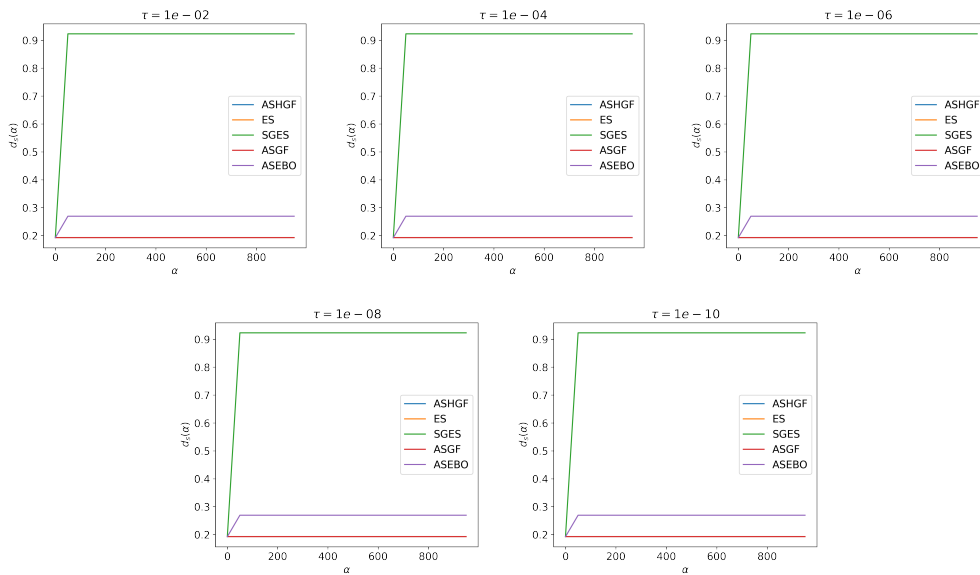 τ = 1e − 02
0.9
0.8
0.7
0.6
0.5
0.4
0.3
0.2
d_s(α)
0 200 400 600 800
α
ASHGF
ES
SGES
ASGF
ASEBO
τ = 1e − 04
0.9
0.8
0.7
0.6
0.5
0.4
0.3
0.2
d_s(α)
0 200 400 600 800
α
ASHGF
ES
SGES
ASGF
ASEBO
τ = 1e − 06
0.9
0.8
0.7
0.6
0.5
0.4
0.3
0.2
d_s(α)
0 200 400 600 800
α
ASHGF
ES
SGES
ASGF
ASEBO
τ = 1e − 08
0.9
0.8
0.7
0.6
0.5
0.4
0.3
0.2
d_s(α)
0 200 400 600 800
α
ASHGF
ES
SGES
ASGF
ASEBO
τ = 1e − 10
0.9
0.8
0.7
0.6
0.5
0.4
0.3
0.2
d_s(α)
0 200 400 600 800
α
ASHGF
ES
SGES
ASGF
ASEBO